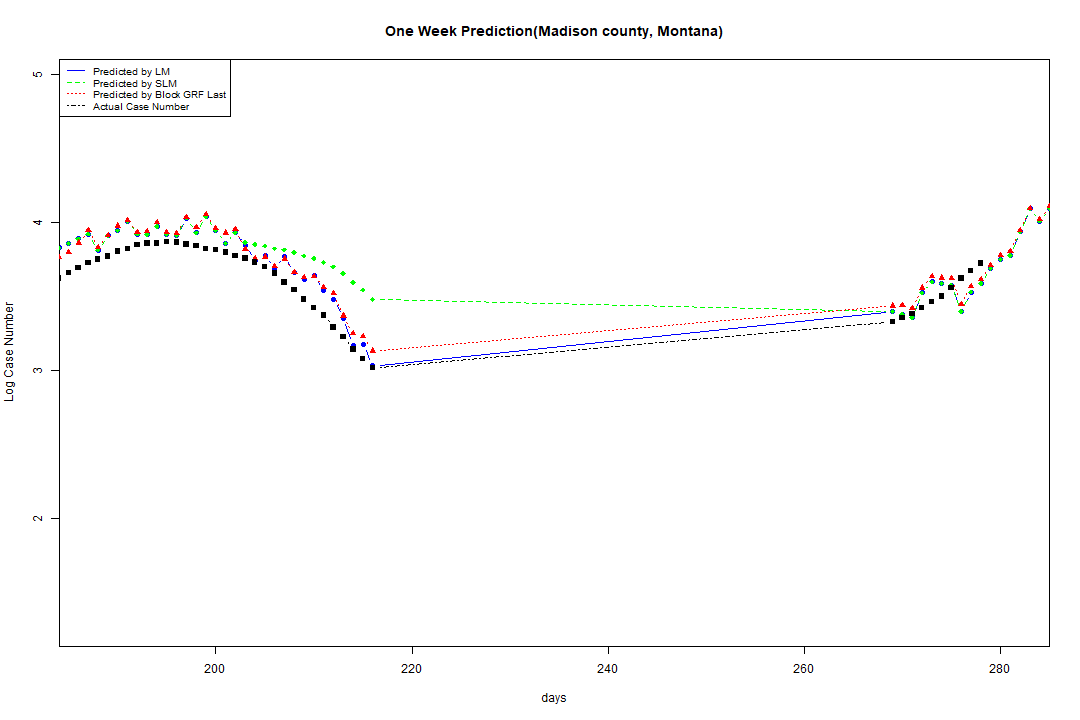 One Week Prediction(Madison county, Montana)
Predicted by LM
Predicted by SLM
Predicted by Block GRF Last
Actual Case Number
5
4
3
2
Log Case Number
200 220 240 260 280
days